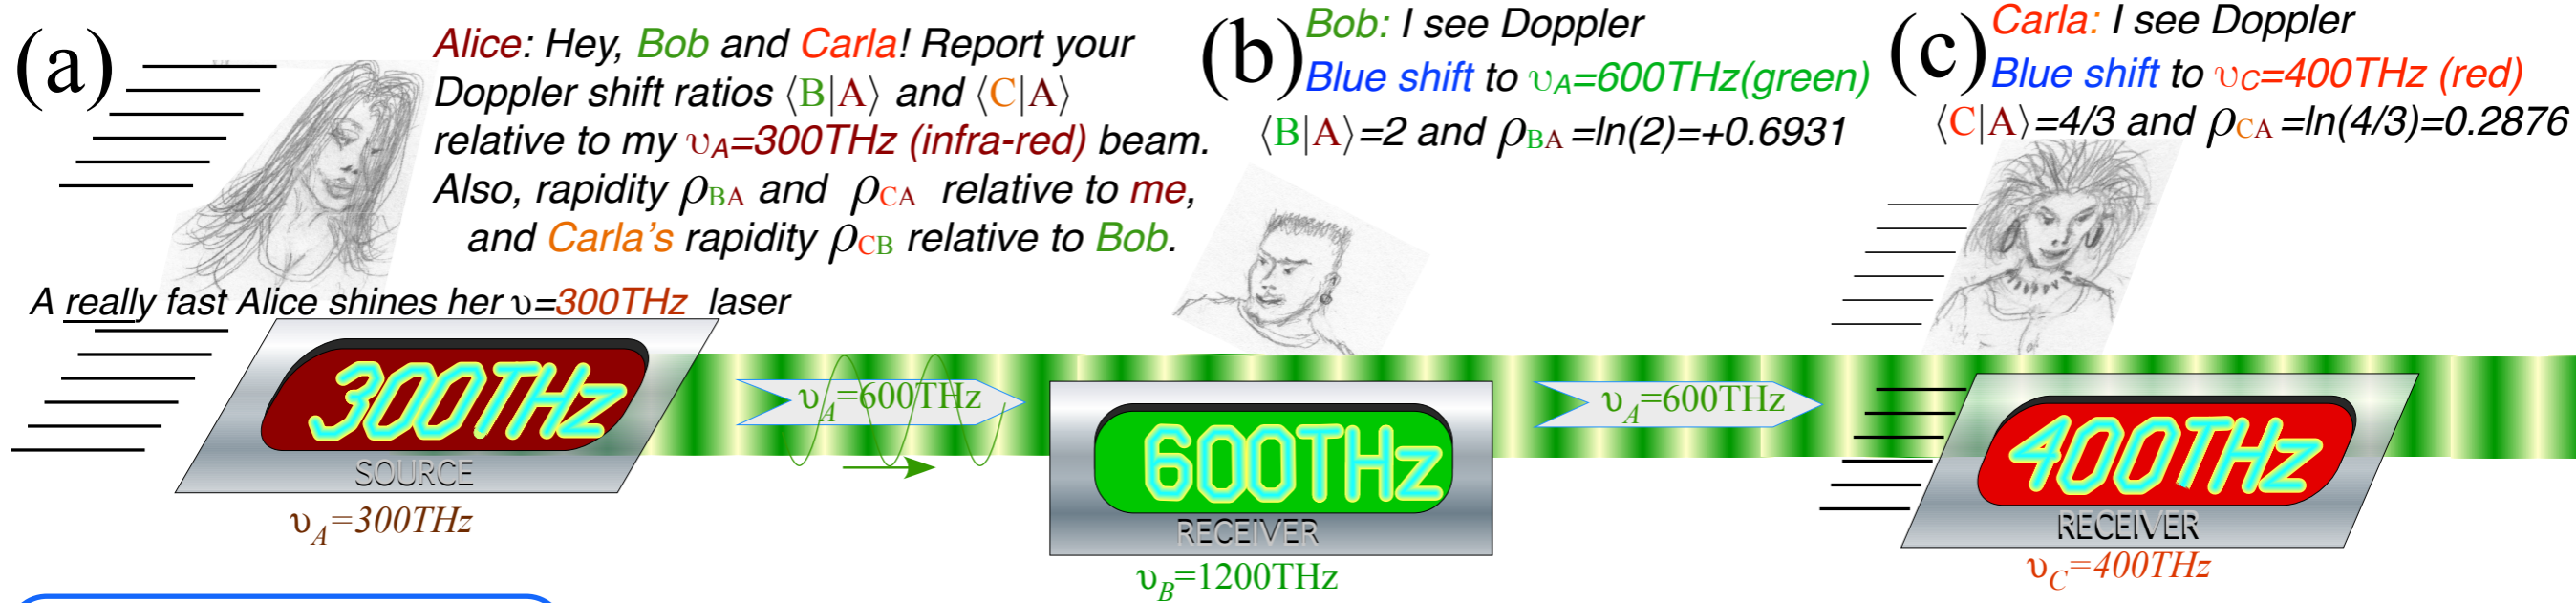 (a)
Alice: Hey, Bob and Carla! Report your
Doppler shift ratios ⟨B|A⟩ and ⟨C|A⟩
relative to my υA=300THz (infra-red) beam.
Also, rapidity ρBA and ρCA relative to me,
and Carla's rapidity ρCB relative to Bob.
A really fast Alice shines her υ=300THz laser
(b)
Bob: I see Doppler
Blue shift to υA=600THz(green)
⟨B|A⟩=2 and ρBA=ln(2)=+0.6931
(c)
Carla: I see Doppler
Blue shift to υC=400THz (red)
⟨C|A⟩=4/3 and ρCA=ln(4/3)=0.2876
300THz
SOURCE
υA=300THz
υA=600THz
600THz
RECEIVER
υB=1200THz
υA=600THz
400THz
RECEIVER
υC=400THz